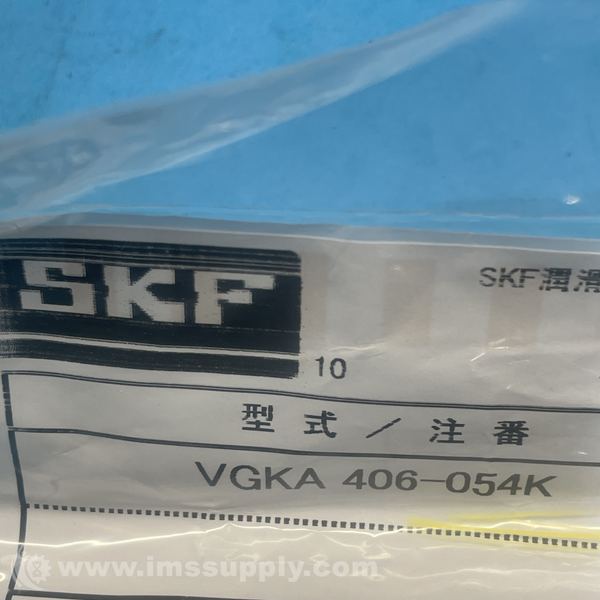 SKF
SKF潤滑
10
型式/注番
VGKA 406-054K
www.imssupply.com